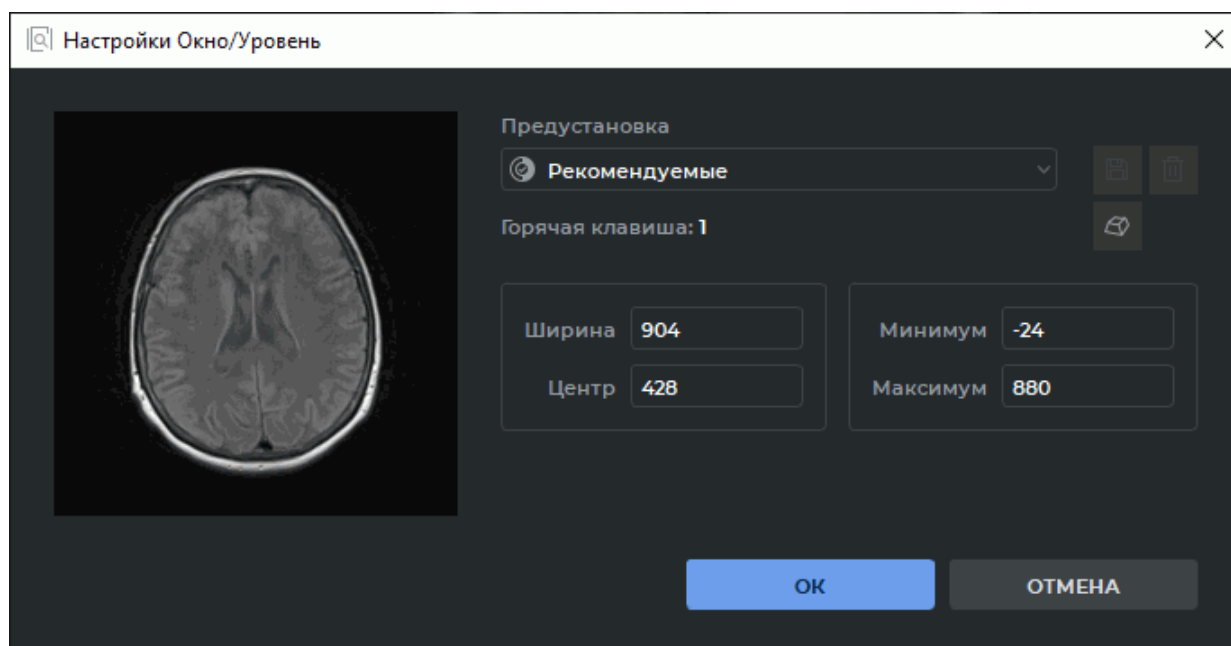 Настройки Окно/Уровень
Предустановка
Рекомендуемые
Горячая клавиша: 1
Ширина 904
Центр 428
Минимум -24
Максимум 880
ОК
ОТМЕНА